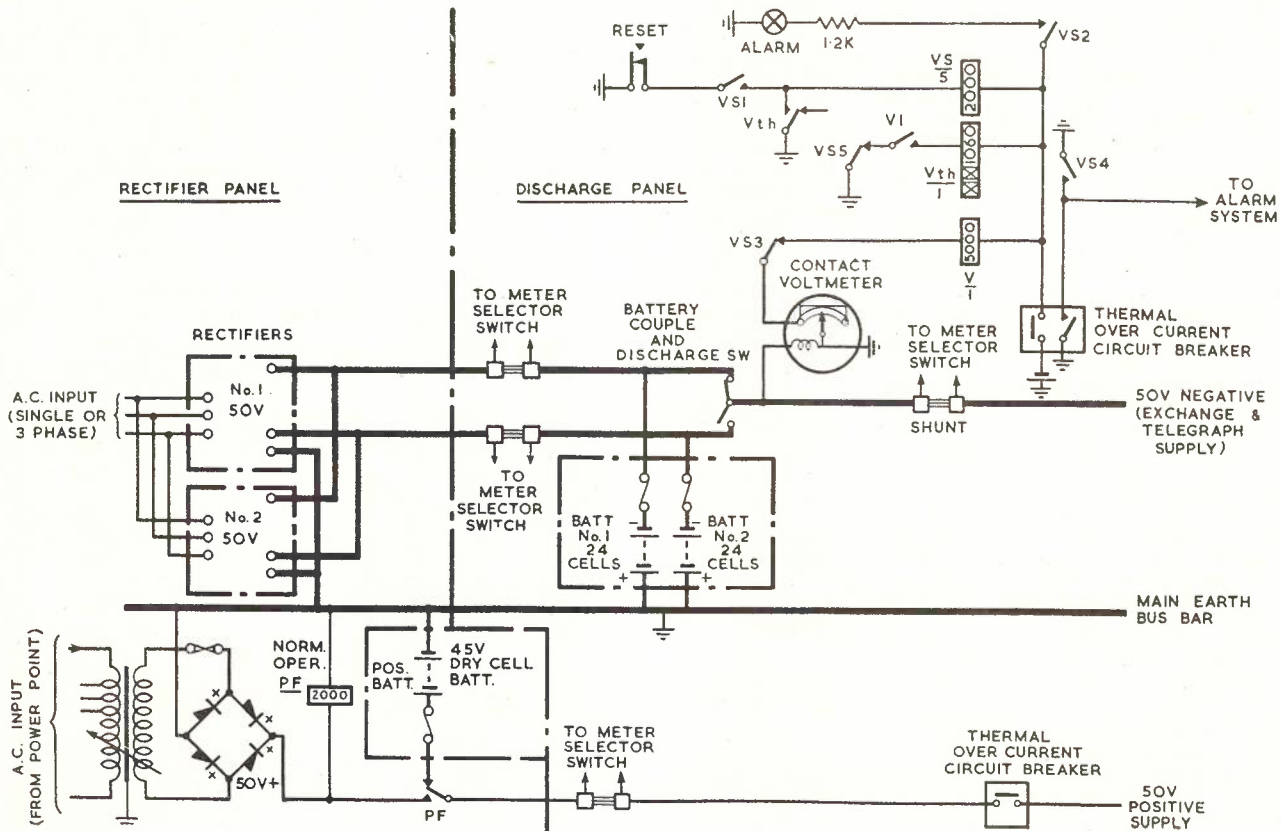 RESET
ALARM
1·2K
VS2
VS1
Vth
VS
5
2000
V1
VS5
Vth
1
1060
VS4
TO
ALARM
SYSTEM
RECTIFIER PANEL
DISCHARGE PANEL
VS3
5000
V
1
CONTACT
VOLTMETER
THERMAL
OVER CURRENT
CIRCUIT BREAKER
RECTIFIERS
TO METER
SELECTOR
SWITCH
BATTERY
COUPLE
AND
DISCHARGE SW
TO METER
SELECTOR
SWITCH
SHUNT
A.C. INPUT
(SINGLE OR
3 PHASE)
No.1
50V
50V NEGATIVE
(EXCHANGE &
TELEGRAPH
SUPPLY)
TO
METER
SELECTOR
SWITCH
No.2
50V
BATT
No.1
24
CELLS
BATT
No.2
24
CELLS
- -
+ +
MAIN EARTH
BUS BAR
A.C. INPUT
(FROM POWER POINT)
x x
x x
50V+
NORM.
OPER.
PF
2000
POS.
BATT.
45V
DRY CELL
BATT.
PF
TO METER
SELECTOR
SWITCH
THERMAL
OVER CURRENT
CIRCUIT BREAKER
50V
POSITIVE
SUPPLY